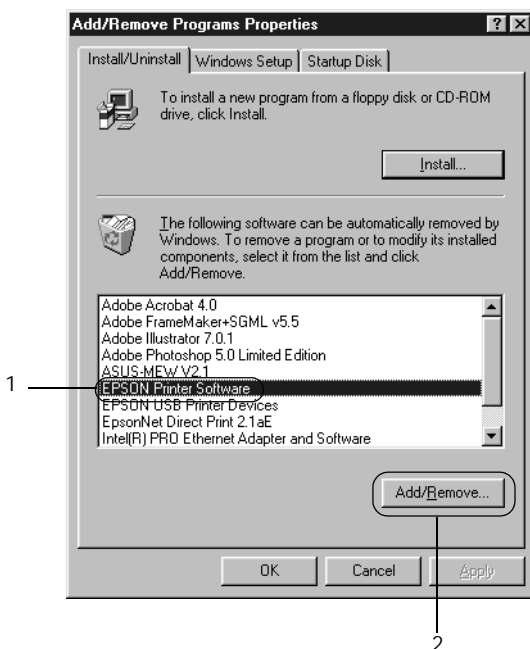 Add/Remove Programs Properties
Install/Uninstall
Windows Setup
Startup Disk
To install a new program from a floppy disk or CD-ROM
drive, click Install.
Install...
The following software can be automatically removed by
Windows. To remove a program or to modify its installed
components, select it from the list and click
Add/Remove.
Adobe Acrobat 4.0
Adobe FrameMaker+SGML v5.5
Adobe Illustrator 7.0.1
Adobe Photoshop 5.0 Limited Edition
ASUS-MEW V2.1
1
EPSON Printer Software
EPSON USB Printer Devices
EpsonNet Direct Print 2.1aE
Intel(R) PRO Ethernet Adapter and Software
Add/Remove...
OK
Cancel
Apply
2